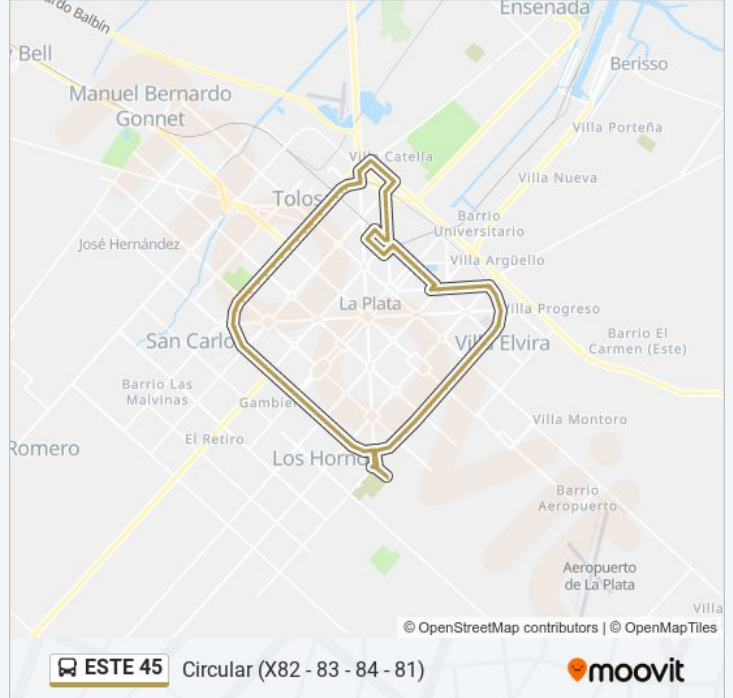 Ensenada
ardo Balbín
Bell
Berisso
Manuel Bernardo
Gonnet
Villa Porteña
Villa Catella
Villa Nueva
Tolos
Barrio
Universitario
José Hernández
Villa Argüello
La Plata
Villa Progreso
San Carlo
Villa Elvira
Barrio El
Carmen (Este)
Barrio Las
Malvinas
Gambier
Villa Montoro
El Retiro
Romero
Los Horno
Barrio
Aeropuerto
Aeropuerto
de La Plata
Villa
© OpenStreetMap contributors | © OpenMapTiles
ESTE 45
Circular (X82 - 83 - 84 - 81)
moovit